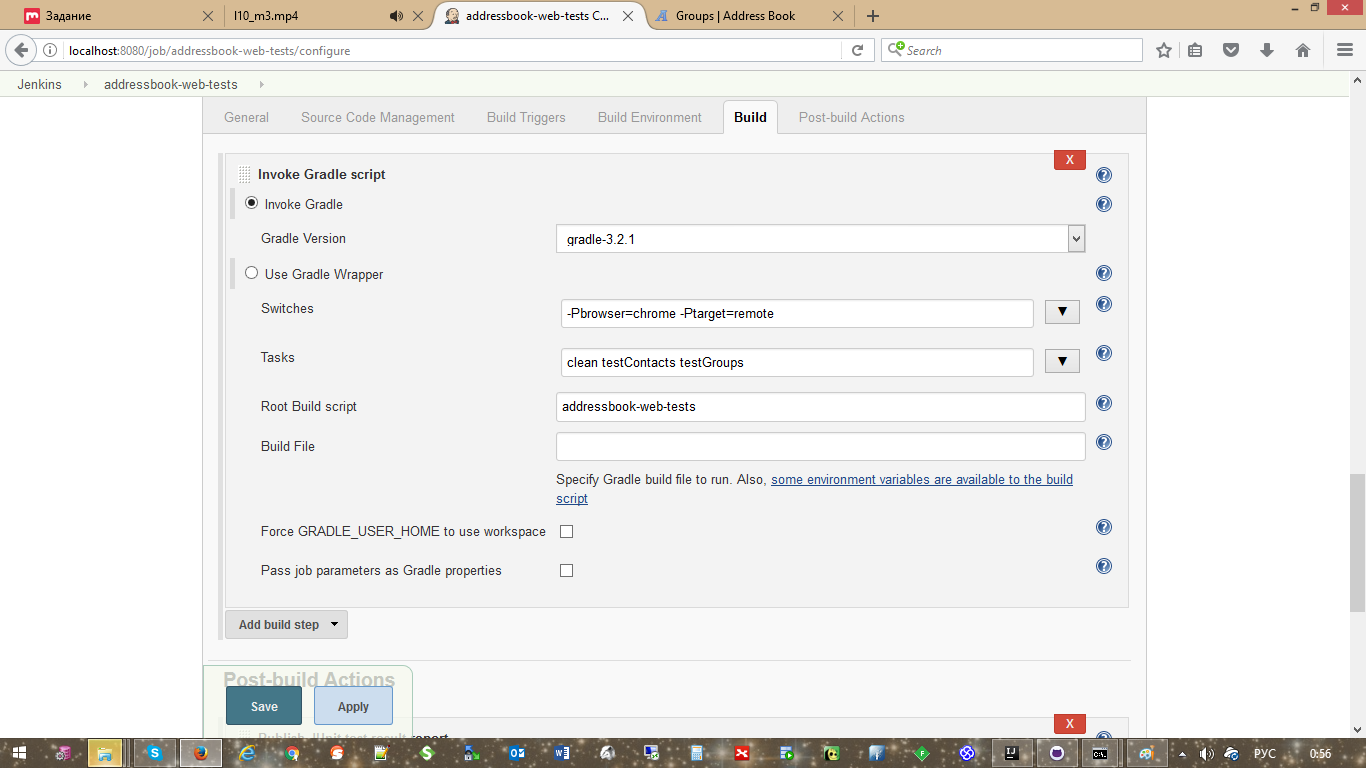 Задание
l10_m3.mp4
addressbook-web-tests C...
Groups | Address Book
localhost:8080/job/addressbook-web-tests/configure
Search
Jenkins
addressbook-web-tests
General
Source Code Management
Build Triggers
Build Environment
Build
Post-build Actions
X
Invoke Gradle script
Invoke Gradle
Gradle Version
gradle-3.2.1
Use Gradle Wrapper
Switches
-Pbrowser=chrome -Ptarget=remote
Tasks
clean testContacts testGroups
Root Build script
addressbook-web-tests
Build File
Specify Gradle build file to run. Also, some environment variables are available to the build
script
Force GRADLE_USER_HOME to use workspace
Pass job parameters as Gradle properties
Add build step
Post-build Actions
Save
Apply
X
Publish JUnit test result report
РУС
0:56